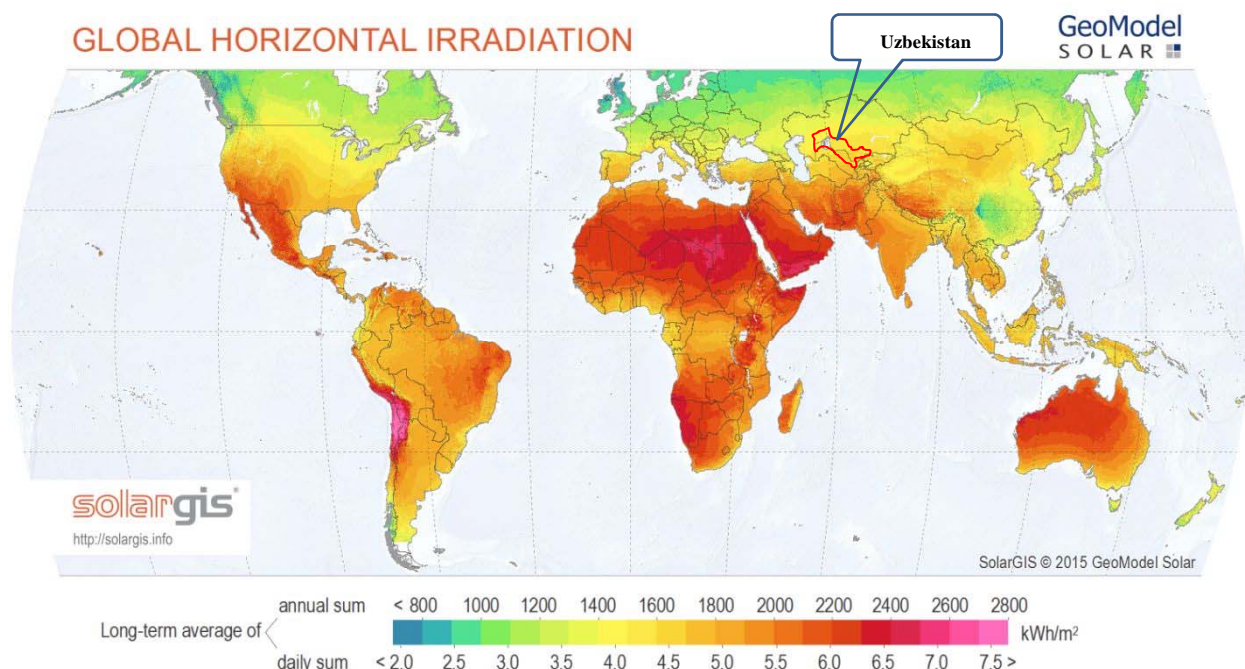 GLOBAL HORIZONTAL IRRADIATION
Uzbekistan
GeoModel
SOLAR
solargis
http://solargis.info
SolarGIS © 2015 GeoModel Solar
Long-term average of
annual sum < 800 1000 1200 1400 1600 1800 2000 2200 2400 2600 2800
kWh/m²
daily sum < 2.0 2.5 3.0 3.5 4.0 4.5 5.0 5.5 6.0 6.5 7.0 7.5 >